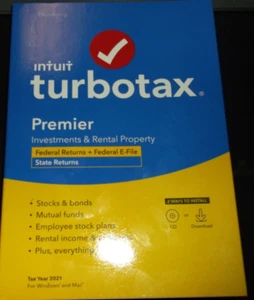 intuit
turbotax®
Premier
Investments & Rental Property
Federal Returns + Federal E-File
State Returns
• Stocks & bonds
• Mutual funds
• Employee stock plans
• Rental income &
• Plus, everything
2 WAYS TO INSTALL
CD
or
Download
Tax Year 2021
For Windows® and Mac®